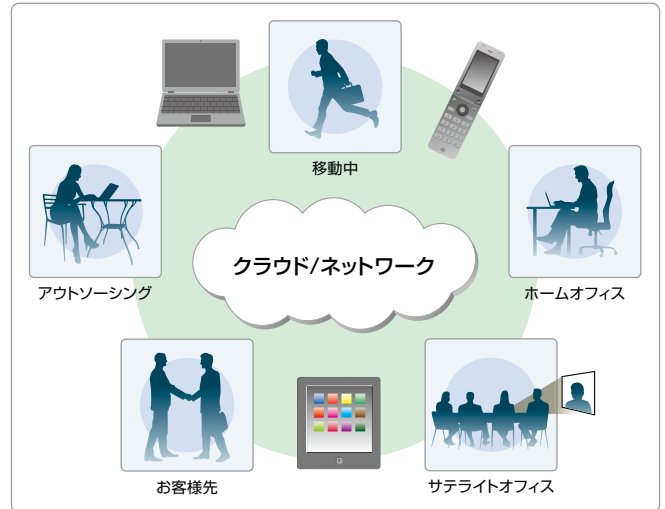 移動中
アウトソーシング
クラウド/ネットワーク
ホームオフィス
お客様先
サテライトオフィス